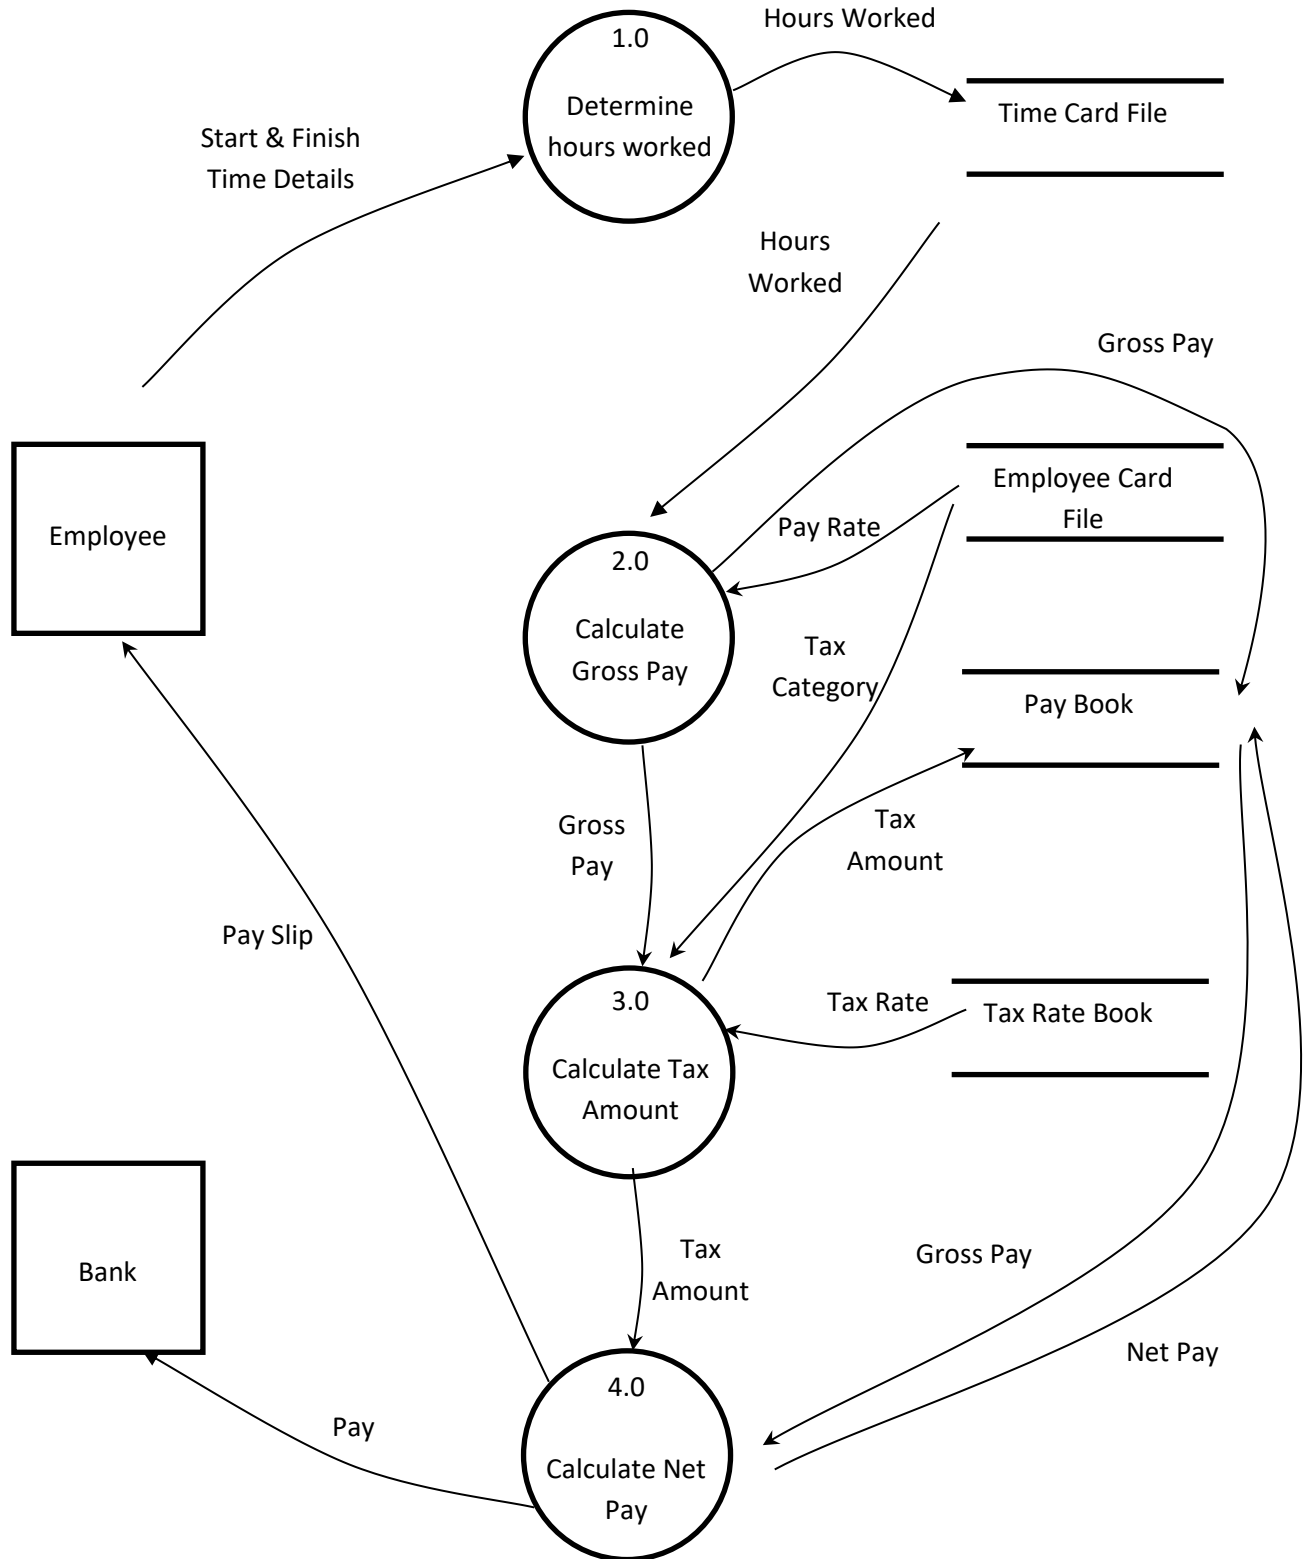 Hours Worked
1.0
Determine
hours worked
Time Card File
Start & Finish
Time Details
Hours
Worked
Gross Pay
Employee Card
File
Pay Rate
Employee
2.0
Calculate
Gross Pay
Tax
Category
Pay Book
Gross
Pay
Tax
Amount
Pay Slip
3.0
Calculate Tax
Amount
Tax Rate
Tax Rate Book
Bank
Tax
Amount
Gross Pay
Net Pay
4.0
Calculate Net
Pay
Pay